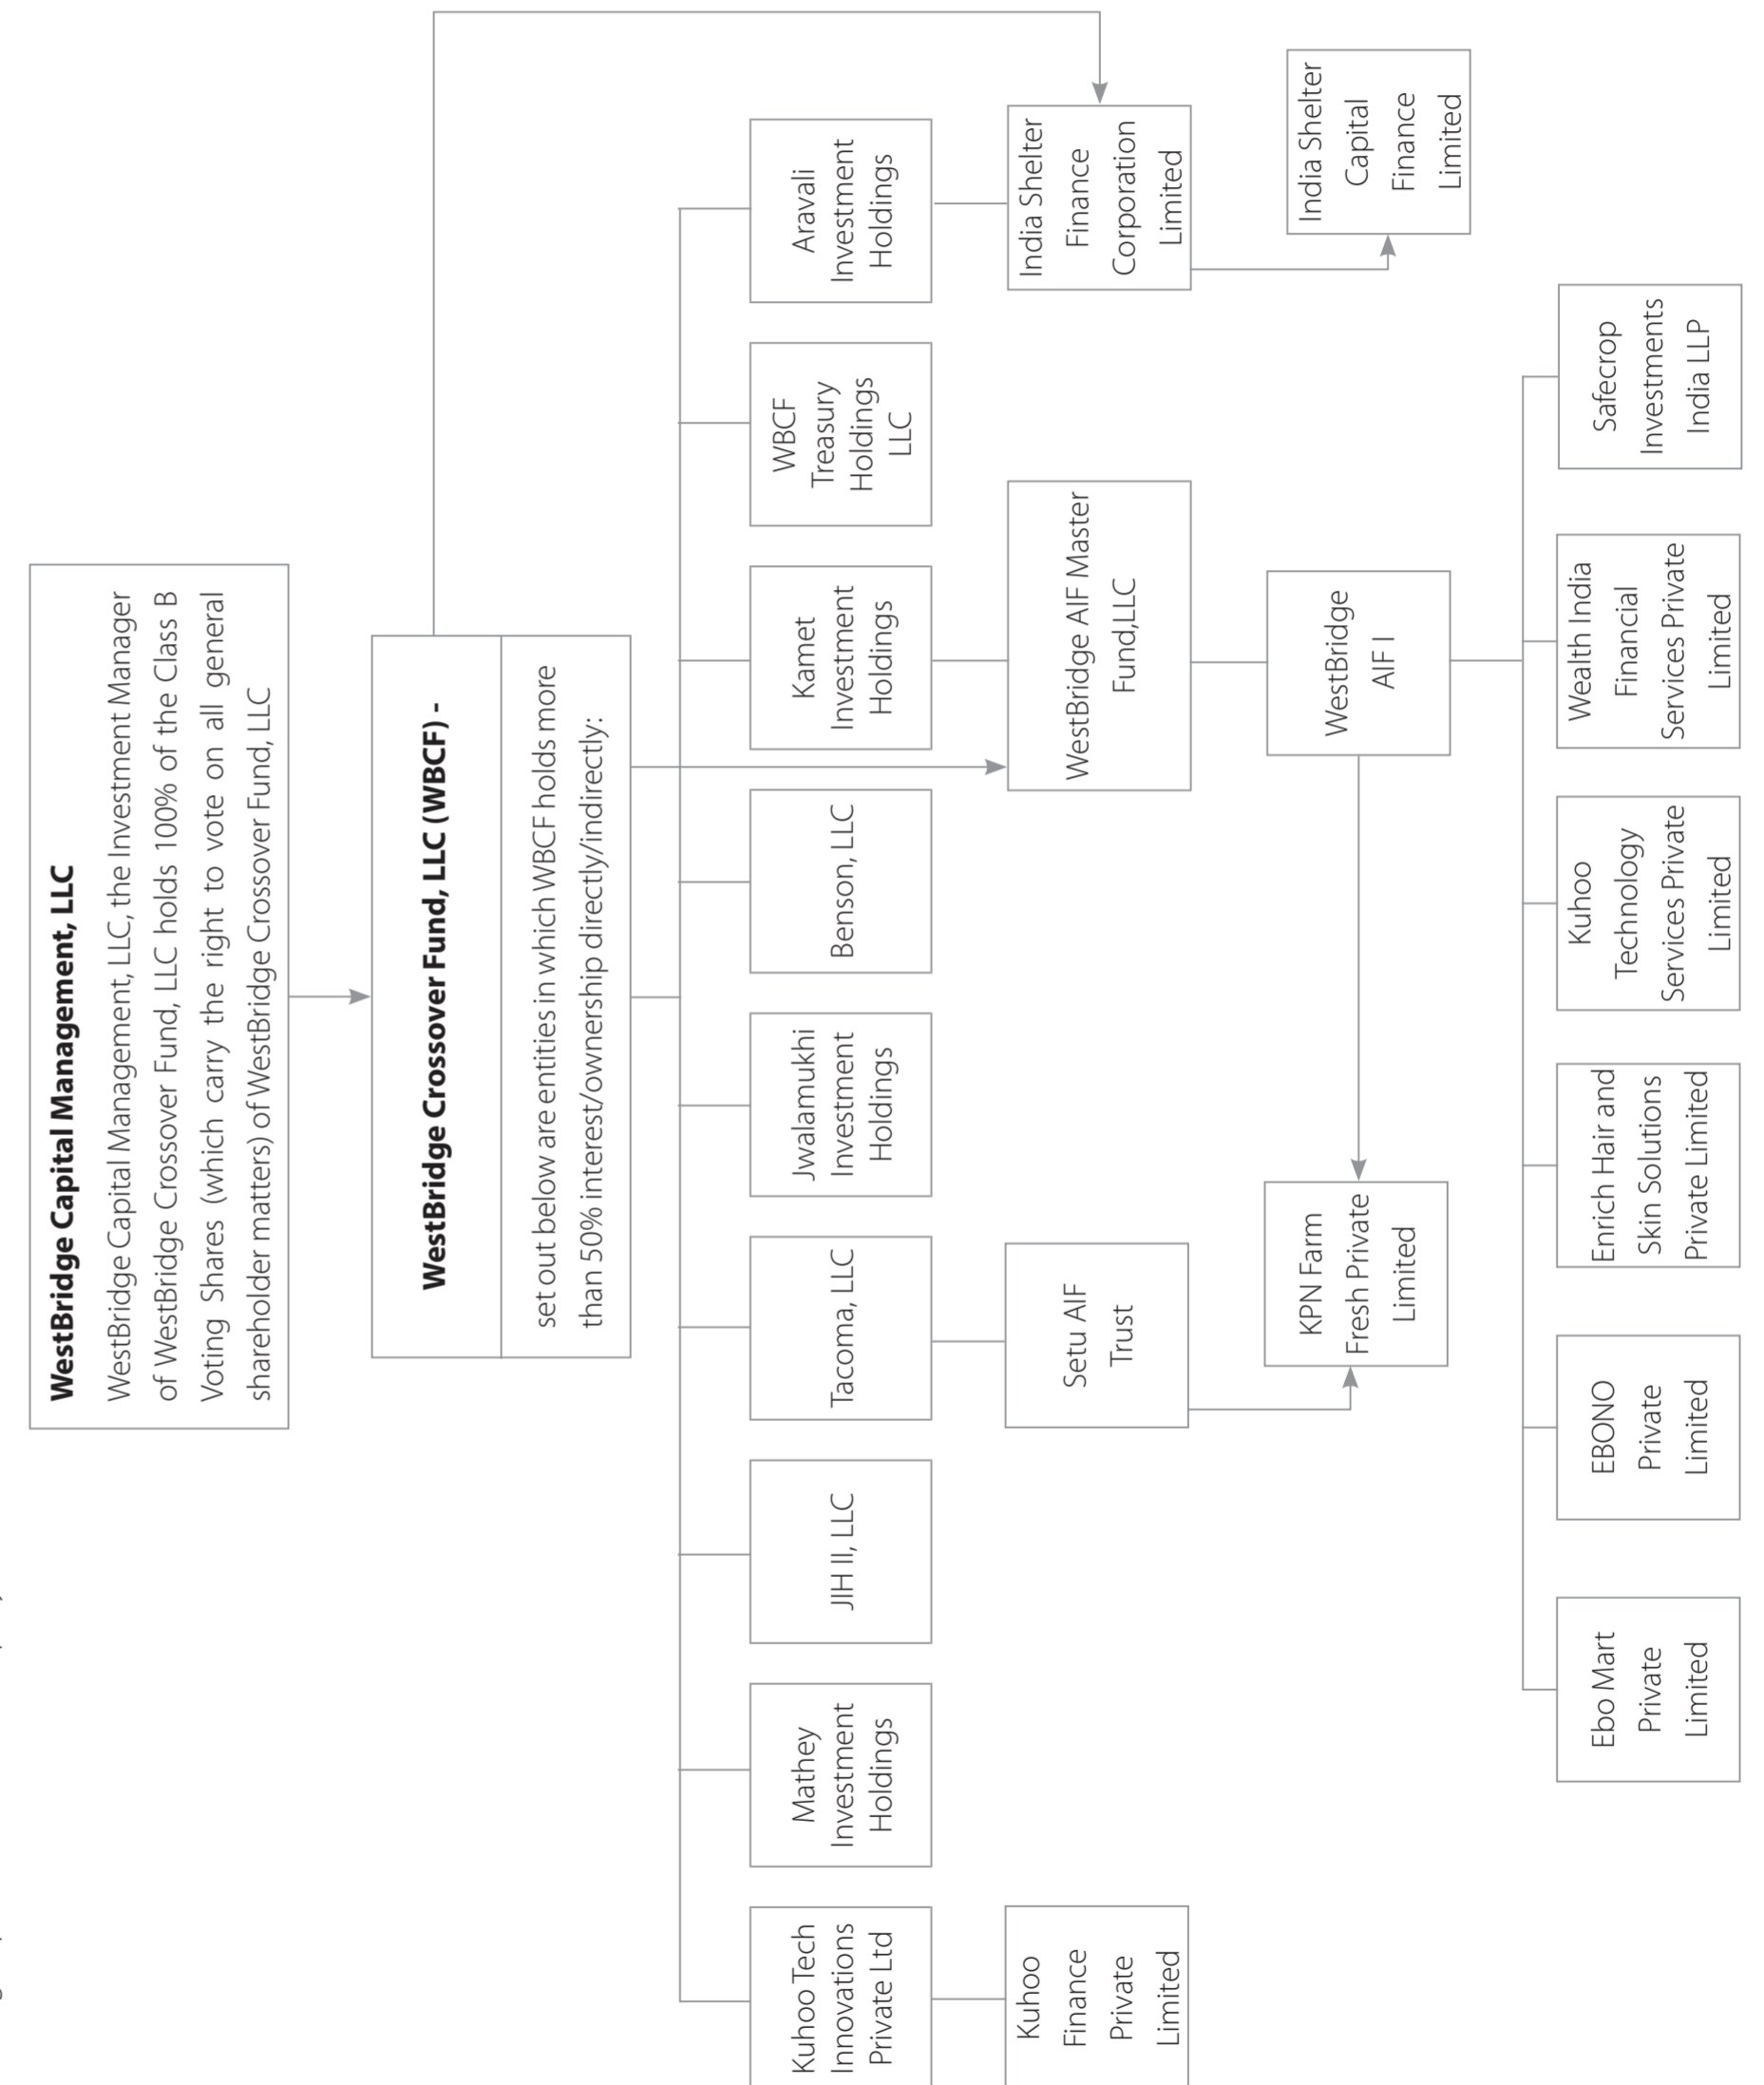 WestBridge Capital Management, LLC
WestBridge Capital Management, LLC, the Investment Manager
of WestBridge Crossover Fund, LLC holds 100% of the Class B
Voting Shares (which carry the right to vote on all general
shareholder matters) of WestBridge Crossover Fund, LLC
WestBridge Crossover Fund, LLC (WBCF) -
set out below are entities in which WBCF holds more
than 50% interest/ownership directly/indirectly:
Kuhoo Tech
Innovations
Private Ltd
Mathey
Investment
Holdings
JIH II, LLC
Tacoma, LLC
Jwalamukhi
Investment
Holdings
Benson, LLC
Kamet
Investment
Holdings
WBCF
Treasury
Holdings
LLC
Aravali
Investment
Holdings
Kuhoo
Finance
Private
Limited
Setu AIF
Trust
WestBridge AIF Master
Fund,LLC
India Shelter
Finance
Corporation
Limited
KPN Farm
Fresh Private
Limited
WestBridge
AIF I
India Shelter
Capital
Finance
Limited
Ebo Mart
Private
Limited
EBONO
Private
Limited
Enrich Hair and
Skin Solutions
Private Limited
Kuhoo
Technology
Services Private
Limited
Wealth India
Financial
Services Private
Limited
Safecrop
Investments
India LLP